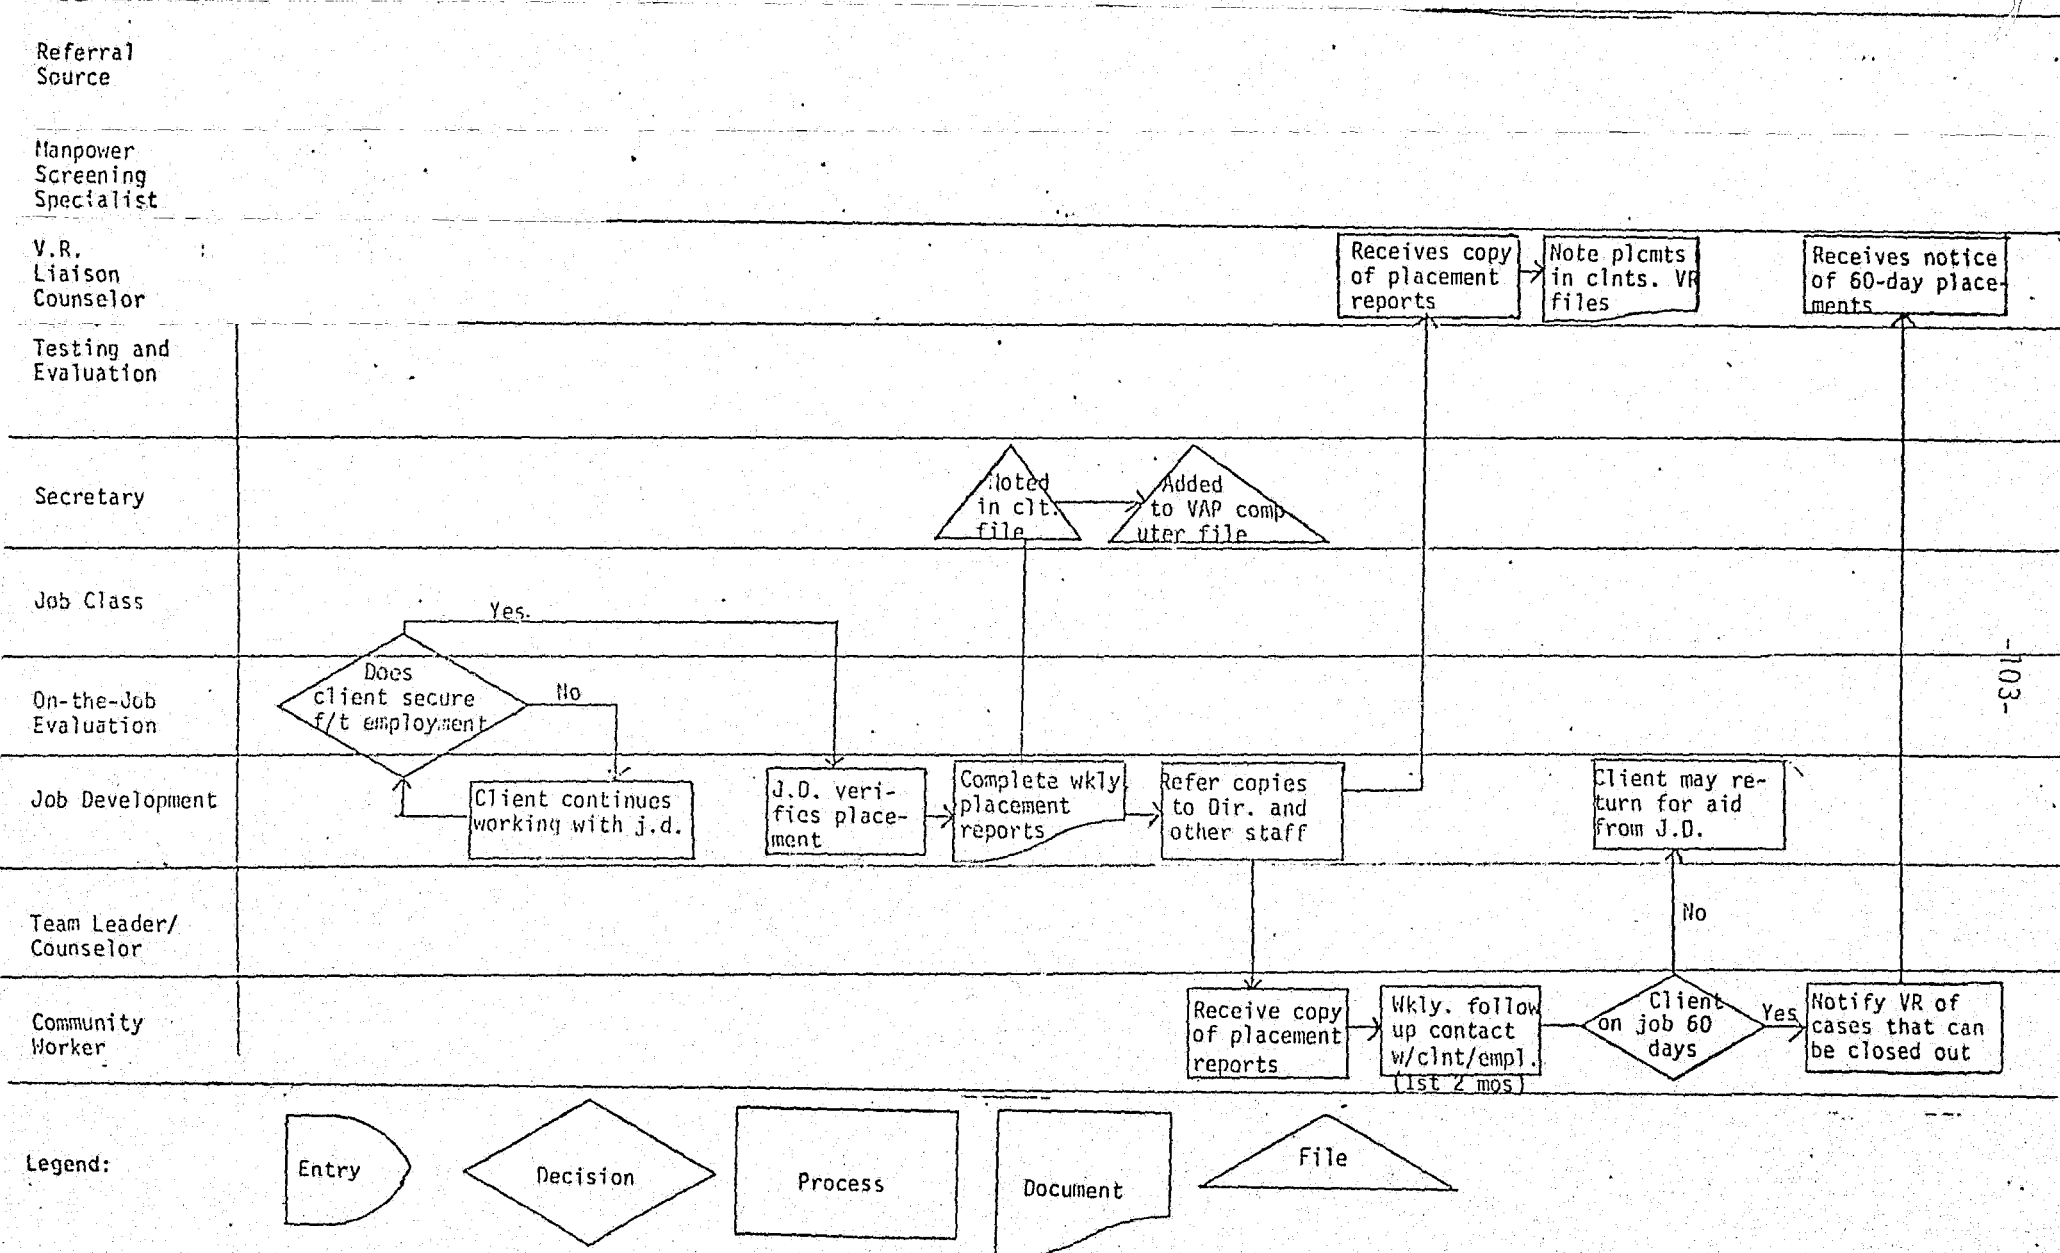 Referral
Source
Manpower
Screening
Specialist
V.R.
Liaison
Counselor
Receives copy
of placement
reports
Note plcmts
in clnts. VR
files
Receives notice
of 60-day place-
ments
Testing and
Evaluation
Secretary
Noted
in clt.
file
Added
to VAP comp
uter file
Job Class
Yes
On-the-Job
Evaluation
Does
client secure
f/t employment
No
-103-
Job Development
Client continues
working with j.d.
J.D. veri-
fies place-
ment
Complete wkly
placement
reports
Refer copies
to Dir. and
other staff
Client may re-
turn for aid
from J.D.
Team Leader/
Counselor
No
Community
Worker
Receive copy
of placement
reports
Wkly. follow
up contact
w/clnt/empl.
(1st 2 mos)
Client
on job 60
days
Yes
Notify VR of
cases that can
be closed out
Legend:
Entry
Decision
Process
Document
File